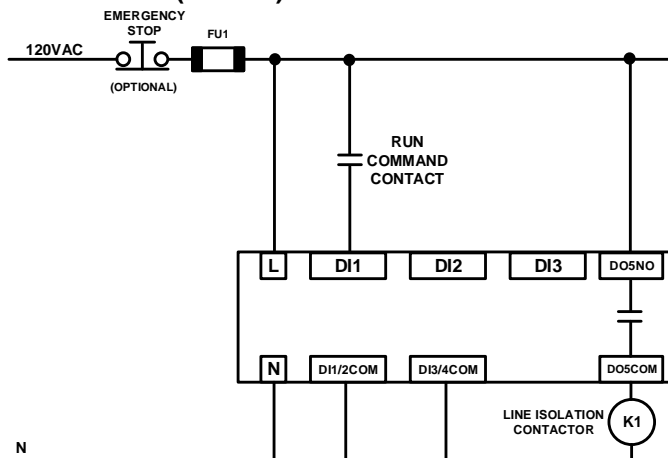 EMERGENCY
STOP
FU1
120VAC
(OPTIONAL)
RUN
COMMAND
CONTACT
L
DI1
DI2
DI3
DO5NO
N
DI1/2COM
DI3/4COM
DO5COM
LINE ISOLATION
CONTACTOR
K1
N